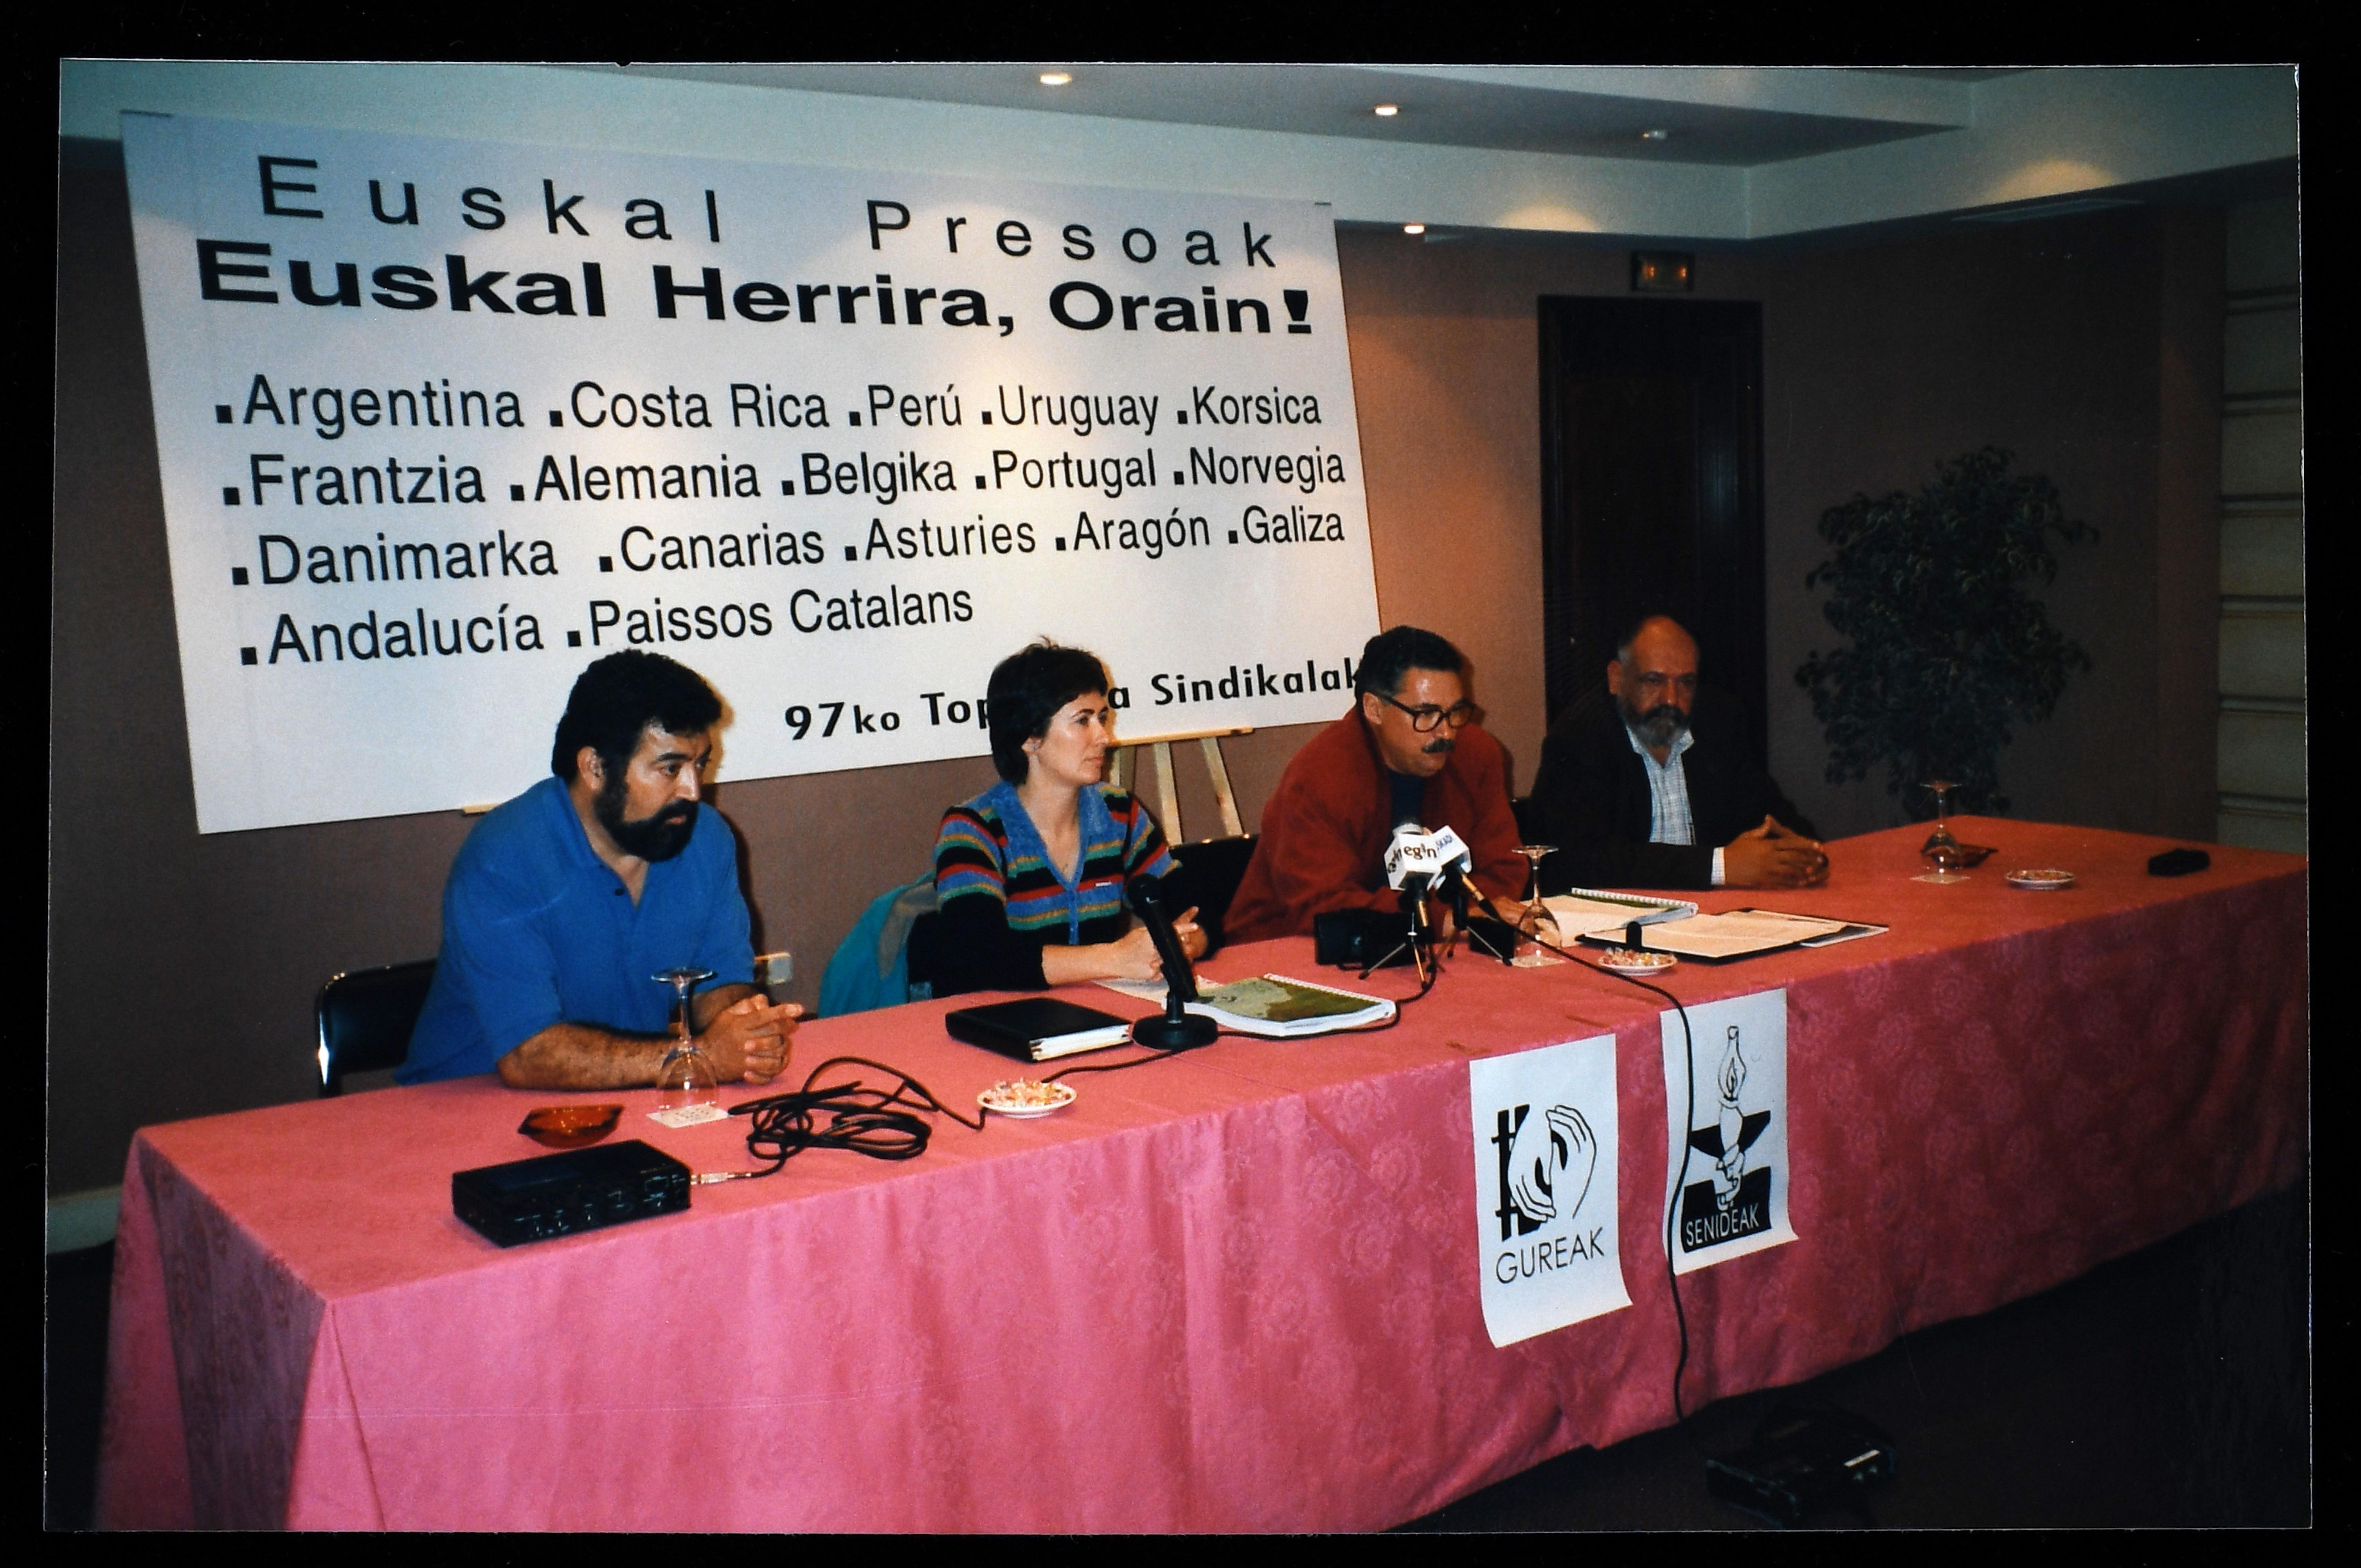 Euskal Presoak
Euskal Herrira, Orain!
.Argentina .Costa Rica .Perú .Uruguay .Korsica
.Frantzia .Alemania .Belgika .Portugal .Norvegia
.Danimarka .Canarias .Asturies .Aragón .Galiza
.Andalucía .Paissos Catalans
97ko Top a Sindikalak
egin
GUREAK
SENIDEAK